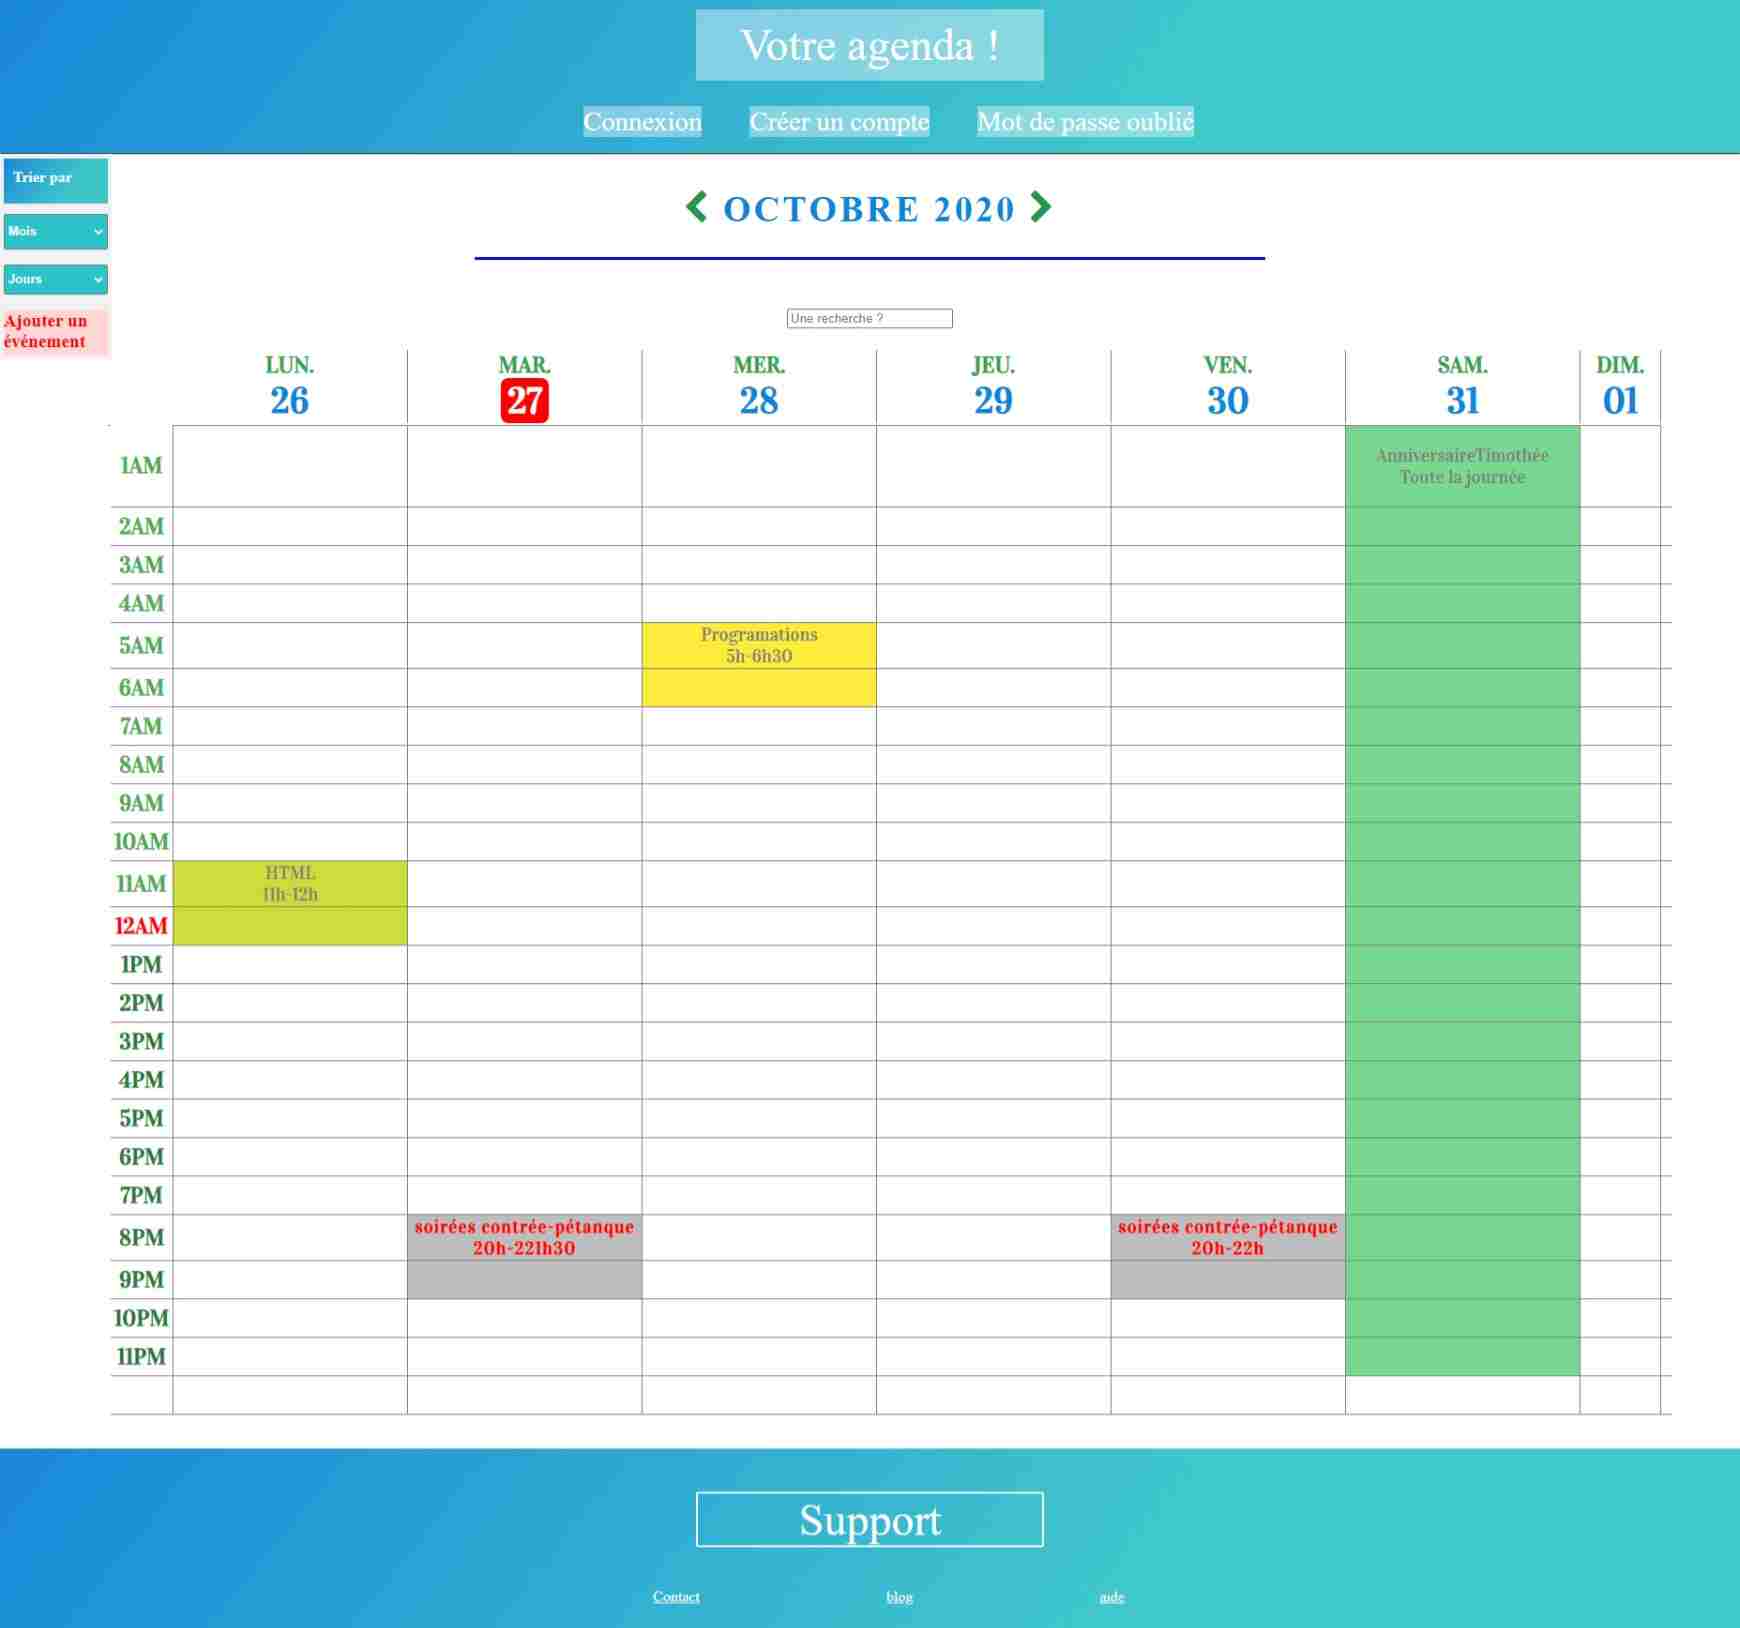 Votre agenda !
Connexion Créer un compte Mot de passe oublié
Trier par
Mois
Jours
Ajouter un
événement
OCTOBRE 2020
Une recherche ?
LUN. MAR. MER. JEU. VEN. SAM. DIM.
26 27 28 29 30 31 01
1AM
AnniversaireTimothée
Toute la journée
2AM
3AM
4AM
5AM
Programations
5h-6h30
6AM
7AM
8AM
9AM
10AM
11AM
HTML
11h-12h
12AM
1PM
2PM
3PM
4PM
5PM
6PM
7PM
8PM
soirées contrée-pétanque
20h-221h30
soirées contrée-pétanque
20h-22h
9PM
10PM
11PM
Support
Contact blog aide